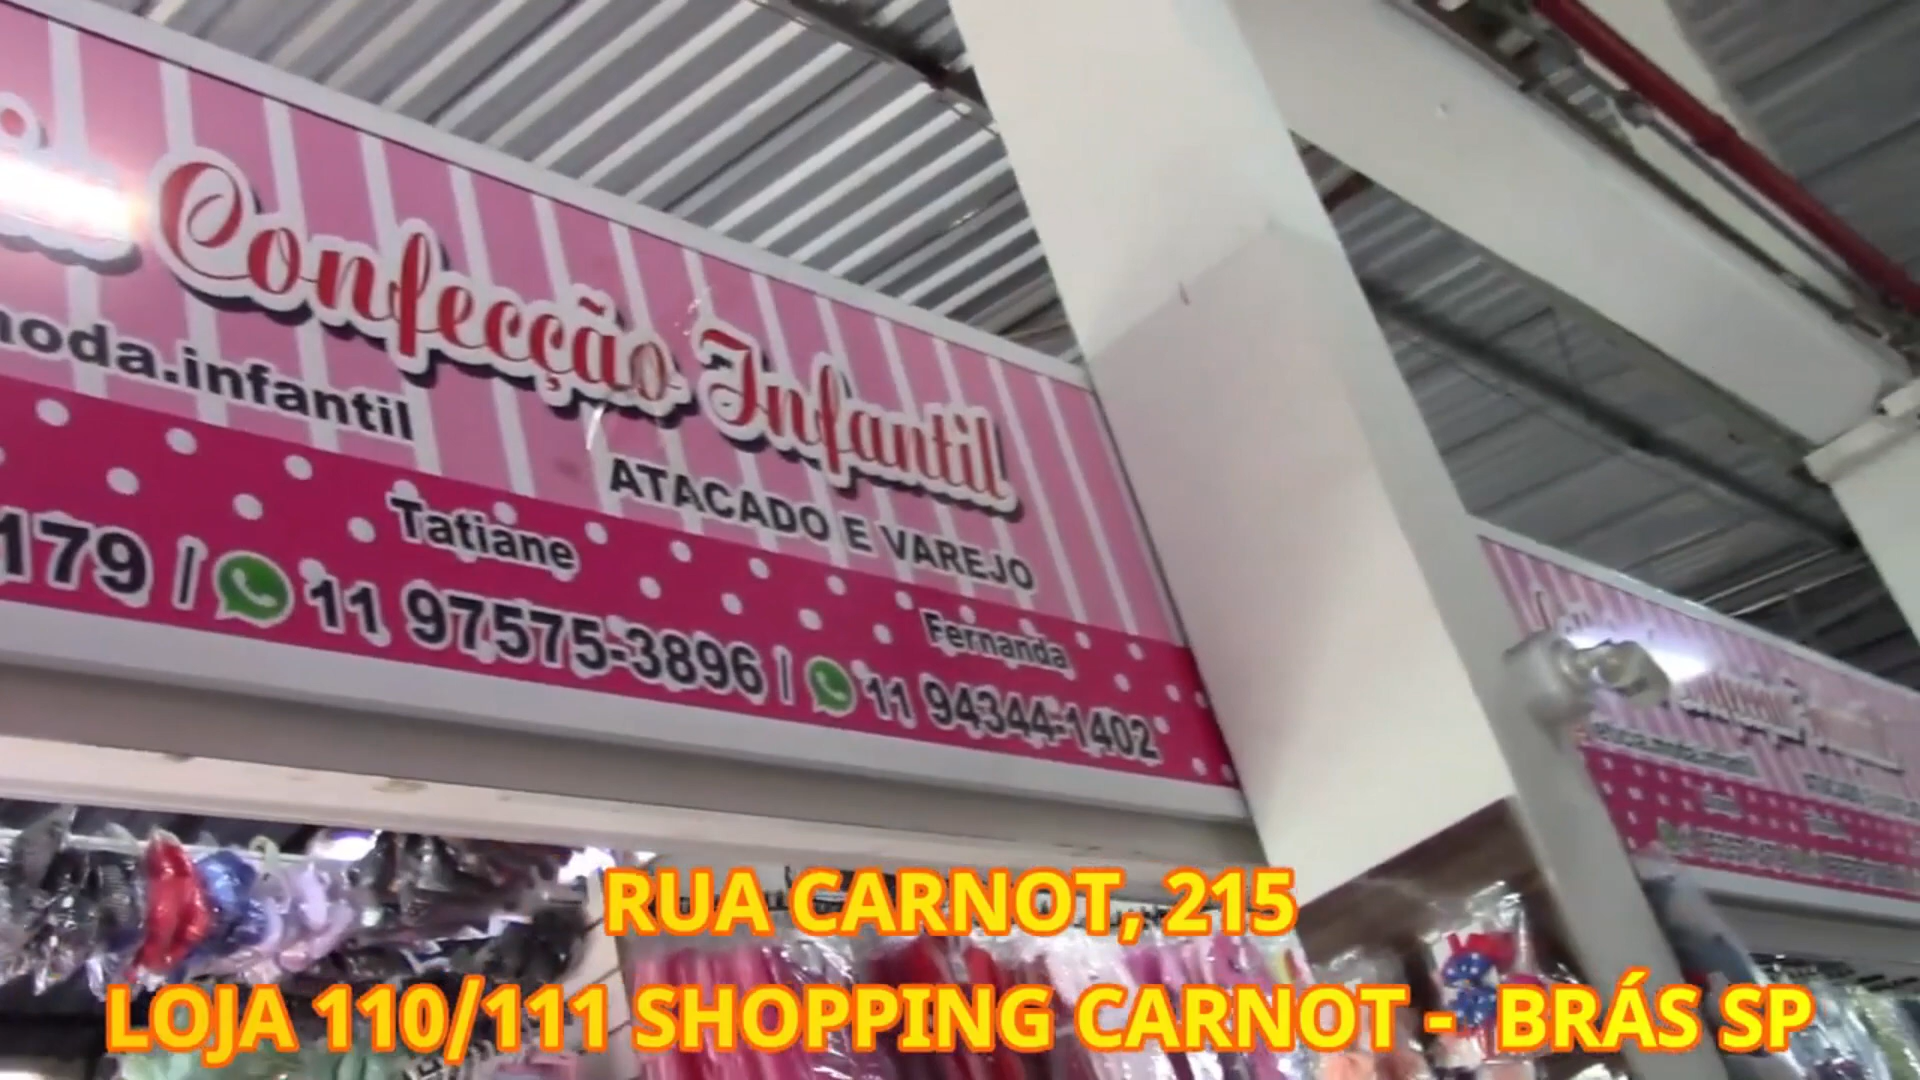 Confecção Infantil
moda.infantil
ATACADO E VAREJO
Tatiane
Fernanda
179 / 11 97575-3896 / 11 94344-1402
RUA CARNOT, 215
LOJA 110/111 SHOPPING CARNOT - BRÁS SP